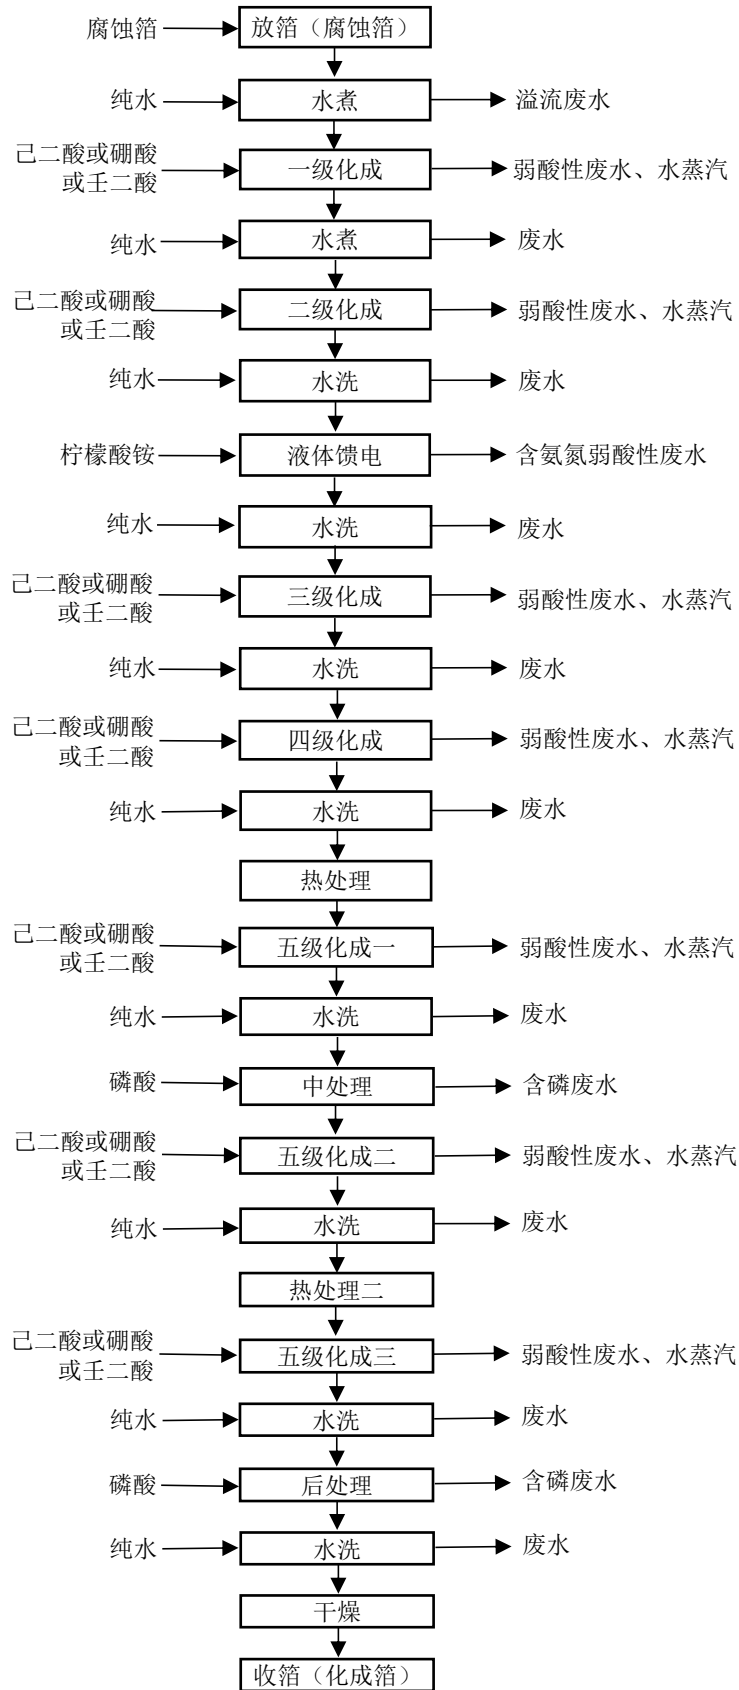 腐蚀箔
放箔（腐蚀箔）
纯水
水煮
溢流废水
己二酸或硼酸
或壬二酸
一级化成
弱酸性废水、水蒸汽
纯水
水煮
废水
己二酸或硼酸
或壬二酸
二级化成
弱酸性废水、水蒸汽
纯水
水洗
废水
柠檬酸铵
液体馈电
含氨氮弱酸性废水
纯水
水洗
废水
己二酸或硼酸
或壬二酸
三级化成
弱酸性废水、水蒸汽
纯水
水洗
废水
己二酸或硼酸
或壬二酸
四级化成
弱酸性废水、水蒸汽
纯水
水洗
废水
热处理
己二酸或硼酸
或壬二酸
五级化成一
弱酸性废水、水蒸汽
纯水
水洗
废水
磷酸
中处理
含磷废水
己二酸或硼酸
或壬二酸
五级化成二
弱酸性废水、水蒸汽
纯水
水洗
废水
热处理二
己二酸或硼酸
或壬二酸
五级化成三
弱酸性废水、水蒸汽
纯水
水洗
废水
磷酸
后处理
含磷废水
纯水
水洗
废水
干燥
收箔（化成箔）